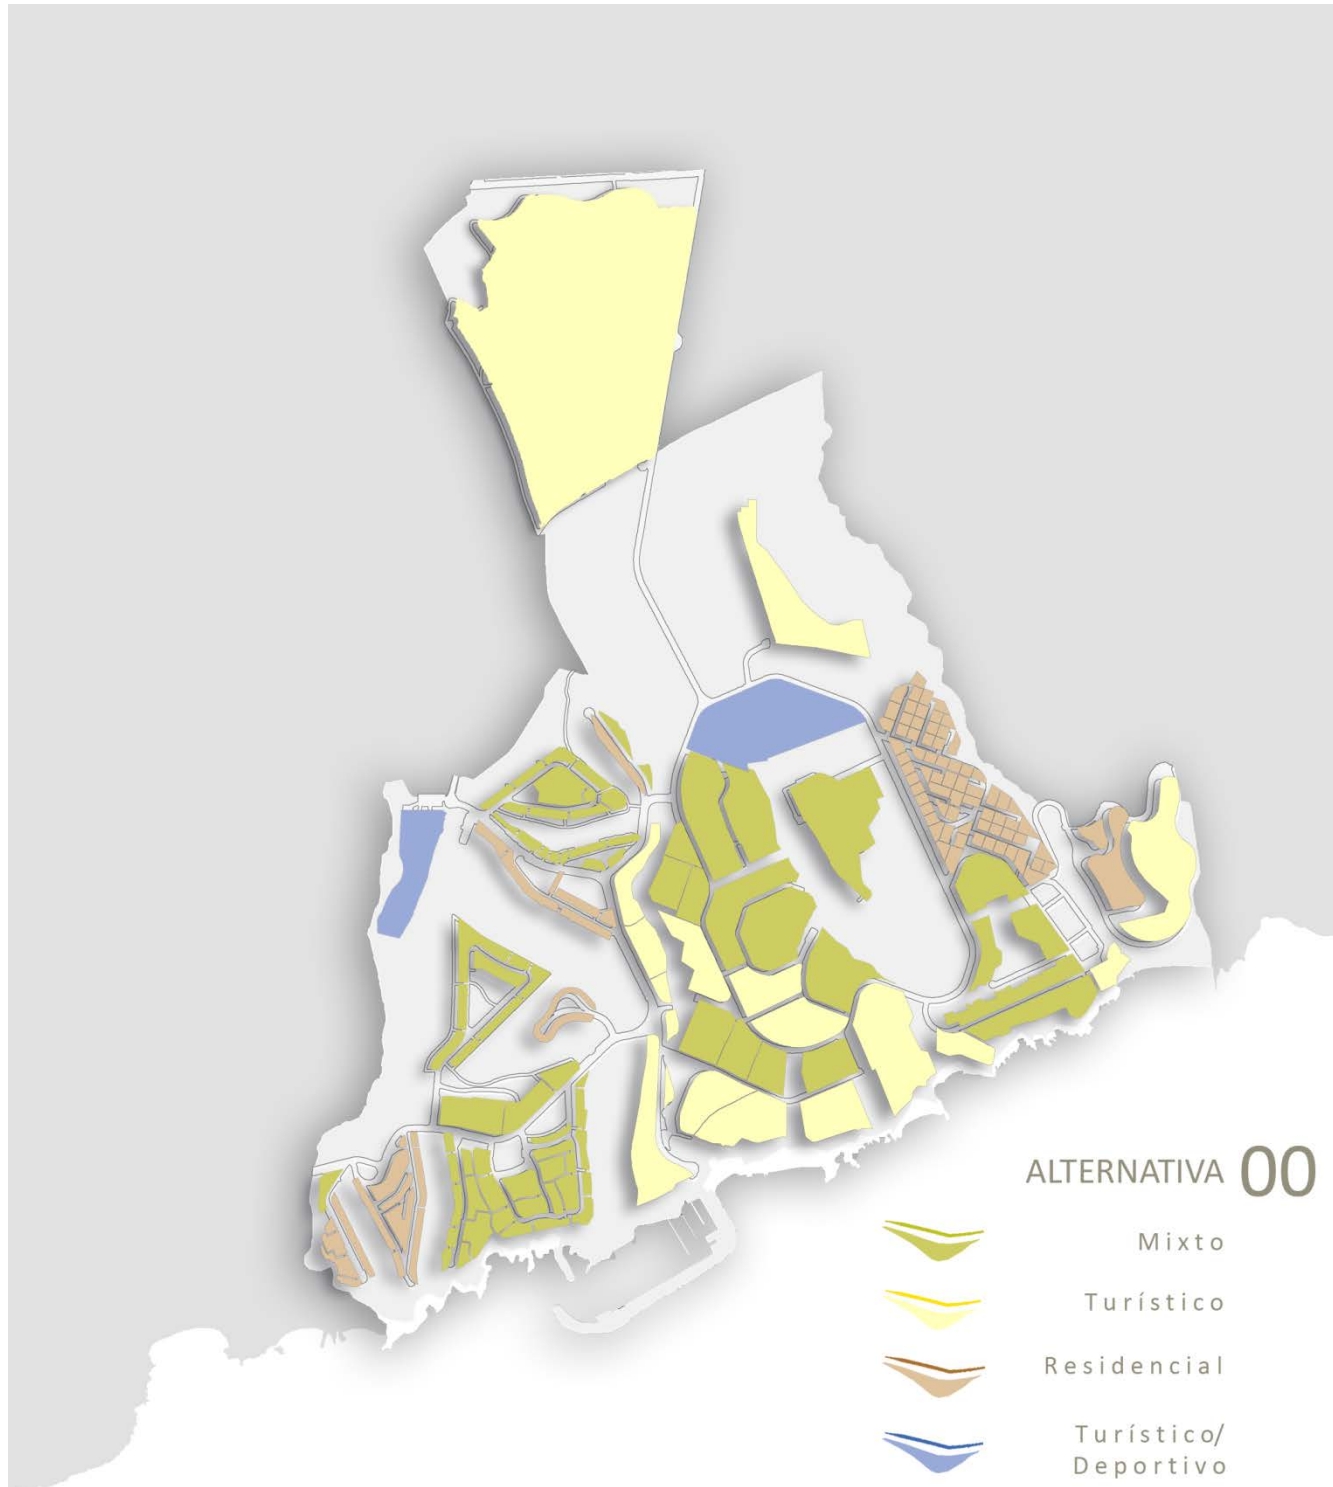 ALTERNATIVA 00
Mixto
Turístico
Residencial
Turístico/
Deportivo